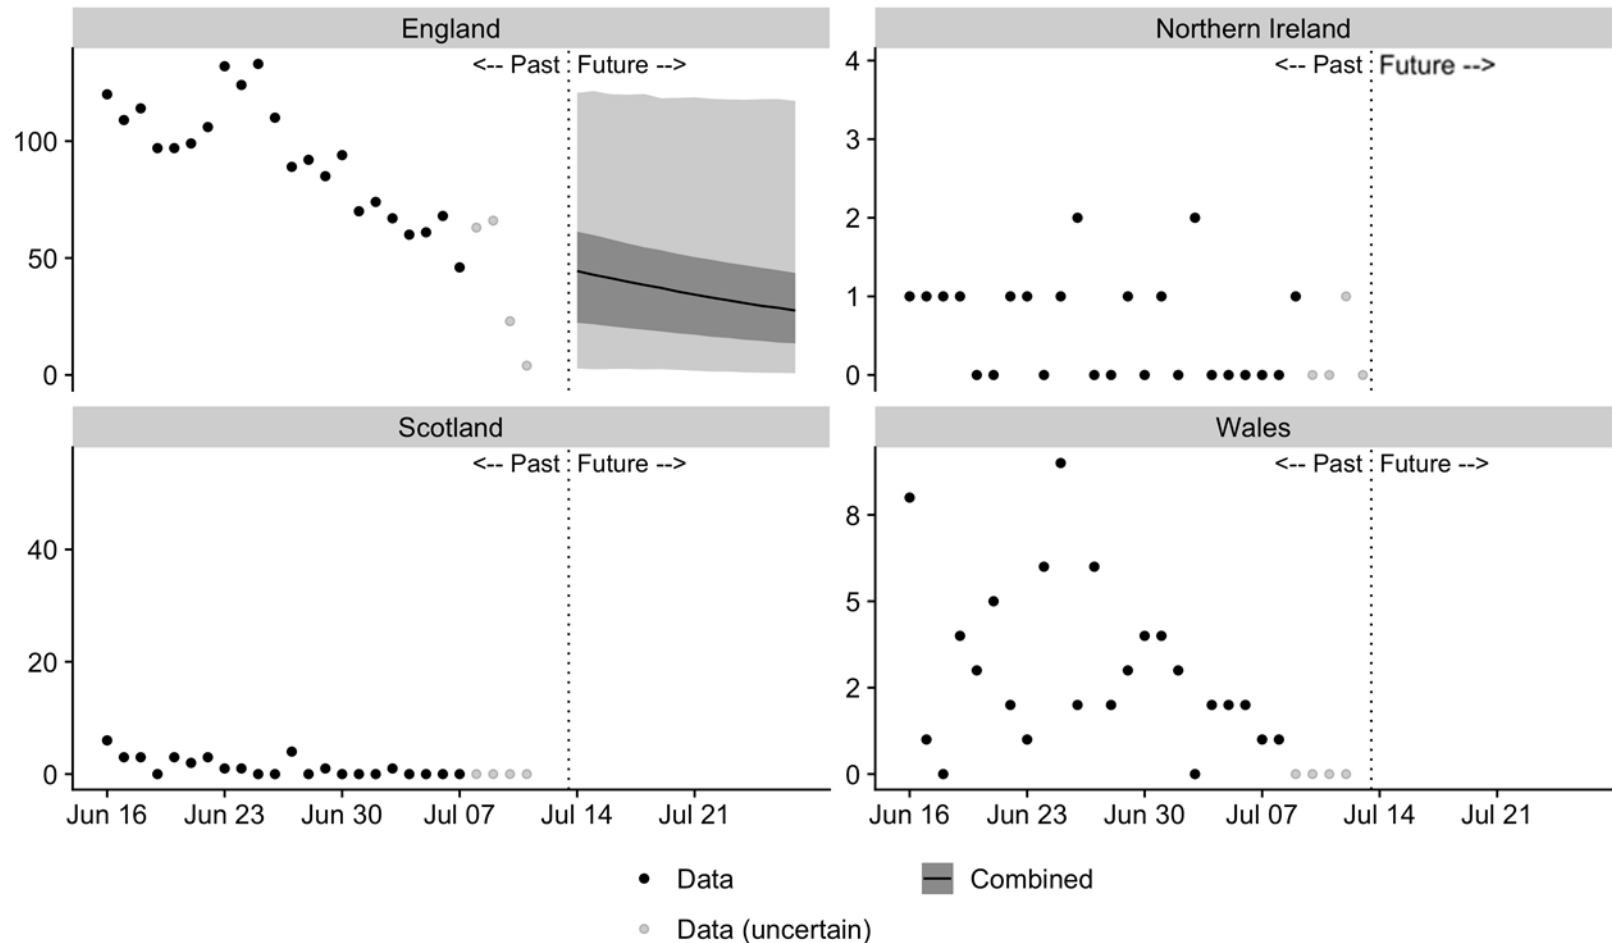 England
Northern Ireland
<-- Past Future -->
<-- Past Future -->
100
50
0
4
3
2
1
0
Scotland
Wales
<-- Past Future -->
<-- Past Future -->
40
20
0
8
5
2
0
Jun 16 Jun 23 Jun 30 Jul 07 Jul 14 Jul 21
Jun 16 Jun 23 Jun 30 Jul 07 Jul 14 Jul 21
Data
Combined
Data (uncertain)